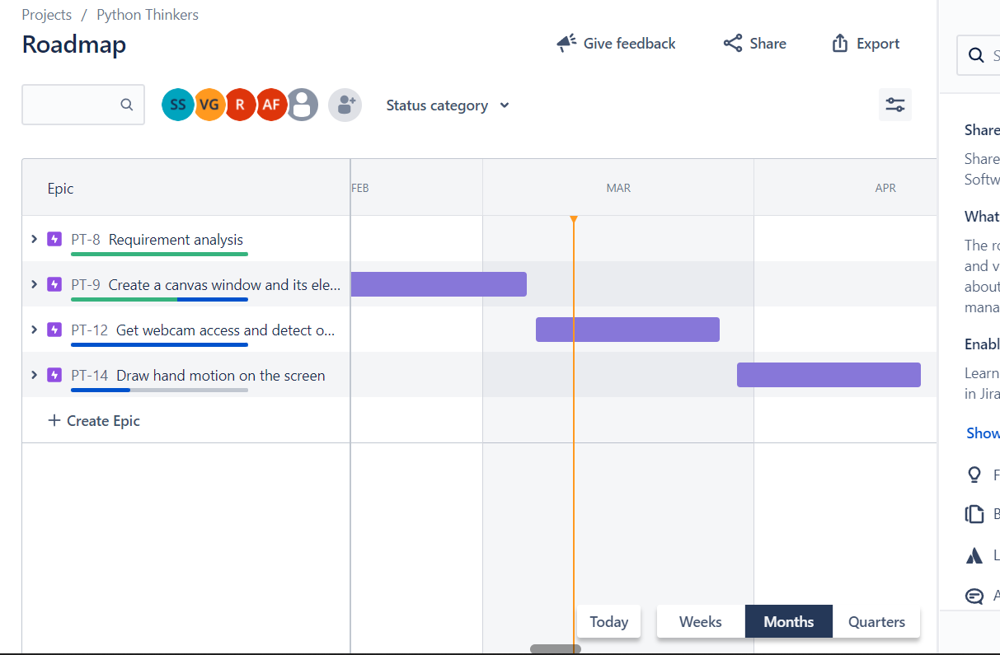 Projects / Python Thinkers
Roadmap
Give feedback
Share
Export
SS VG R AF
Status category
Epic
FEB
MAR
APR
PT-8 Requirement analysis
PT-9 Create a canvas window and its ele...
PT-12 Get webcam access and detect o...
PT-14 Draw hand motion on the screen
+ Create Epic
Today
Weeks
Months
Quarters
S
Share
Share
Softw
What
The ro
and v
about
mana
Enabl
Learn
in Jira
Show
F
B
L
A